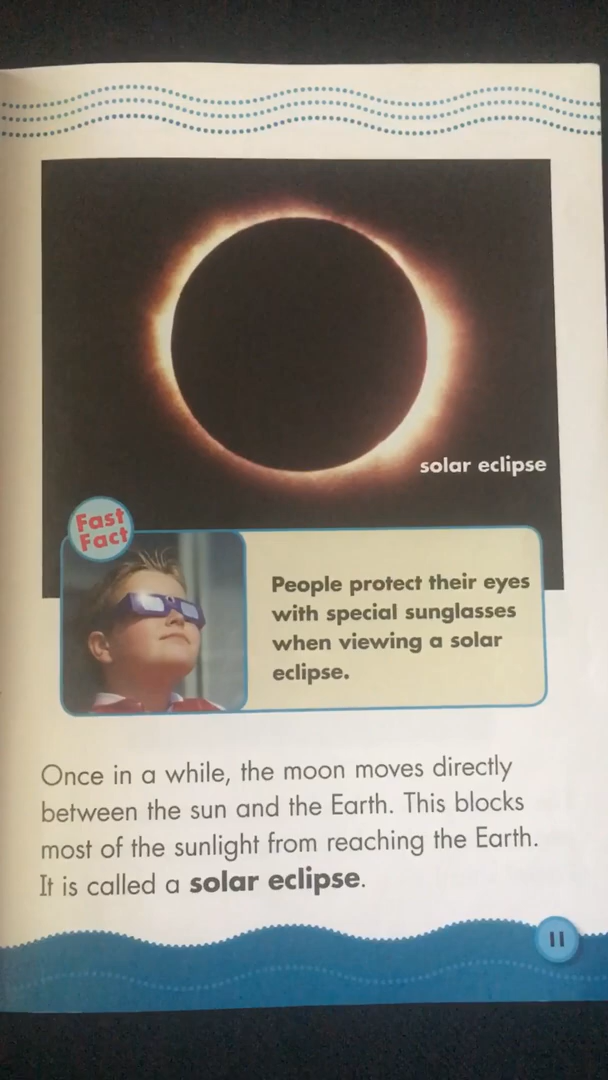 solar eclipse
Fast
Fact
People protect their eyes
with special sunglasses
when viewing a solar
eclipse.
Once in a while, the moon moves directly
between the sun and the Earth. This blocks
most of the sunlight from reaching the Earth.
It is called a solar eclipse.
11